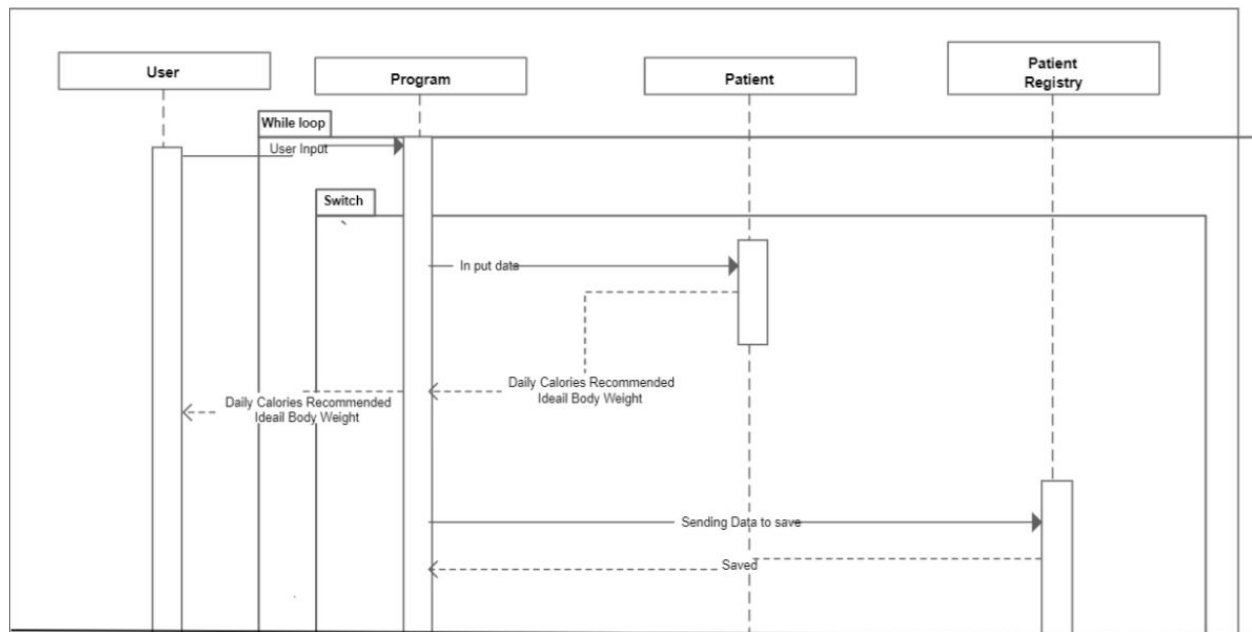 User
Program
Patient
Patient
Registry
While loop
User Input
Switch
In put date
Daily Calories Recommended
Ideail Body Weight
Daily Calories Recommended
Ideail Body Weight
Sending Data to save
Saved